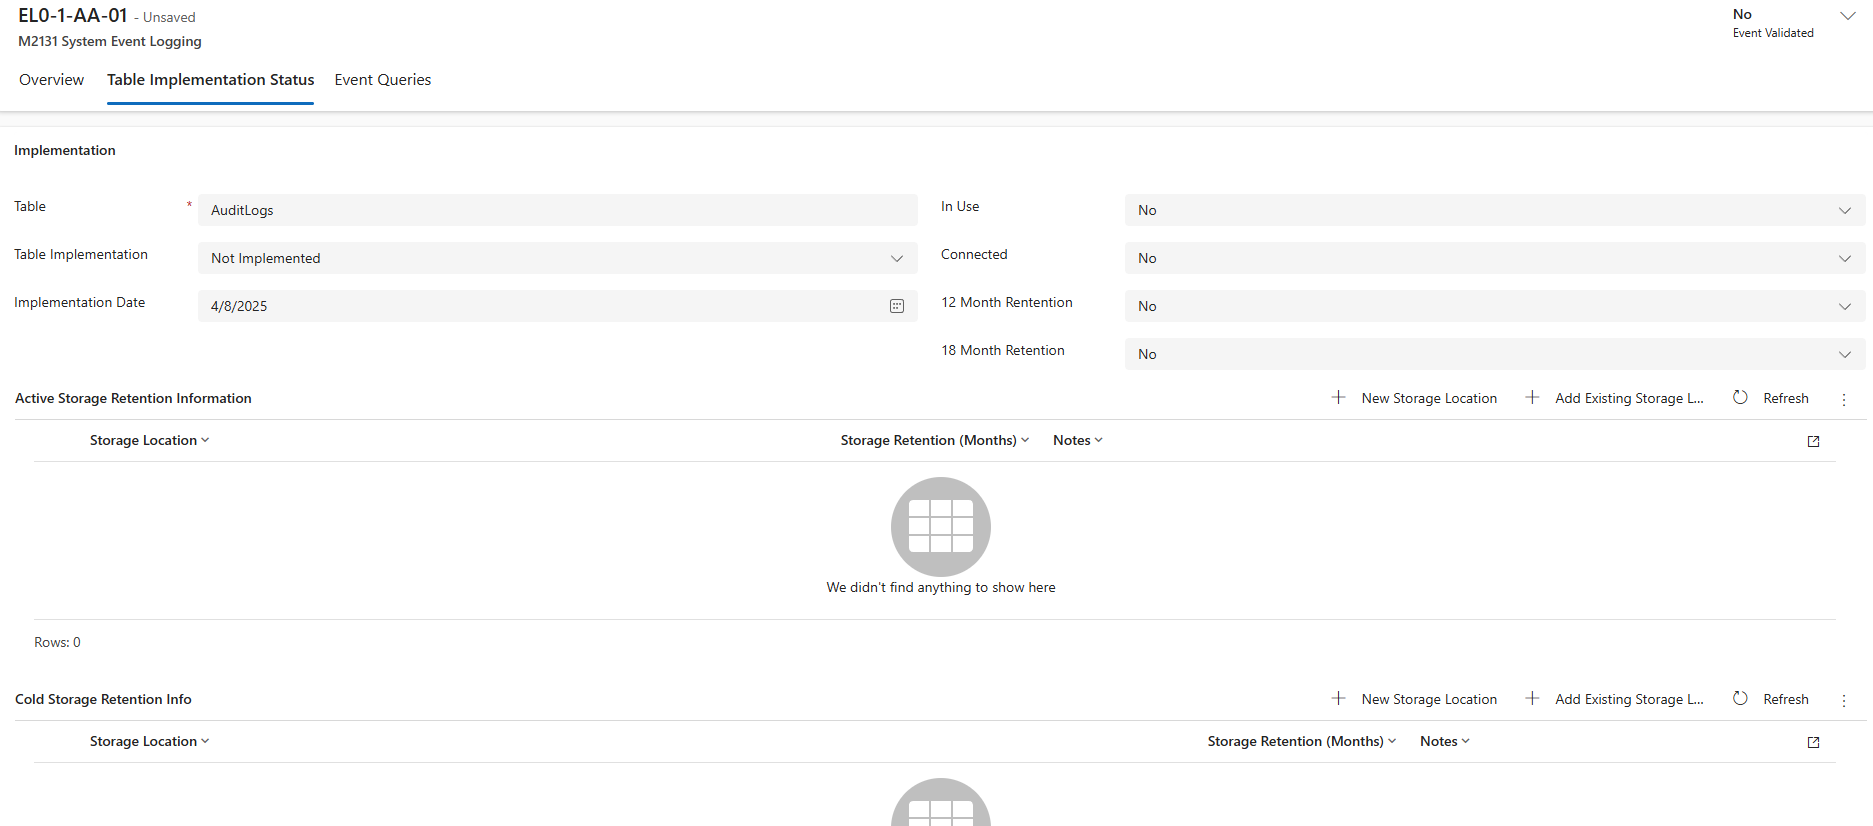 EL0-1-AA-01 - Unsaved
M2131 System Event Logging
No
Event Validated
Overview Table Implementation Status Event Queries
Implementation
Table * AuditLogs
Table Implementation Not Implemented
Implementation Date 4/8/2025
In Use No
Connected No
12 Month Rentention No
18 Month Retention No
Active Storage Retention Information New Storage Location Add Existing Storage L... Refresh
Storage Location Storage Retention (Months) Notes
We didn't find anything to show here
Rows: 0
Cold Storage Retention Info New Storage Location Add Existing Storage L... Refresh
Storage Location Storage Retention (Months) Notes